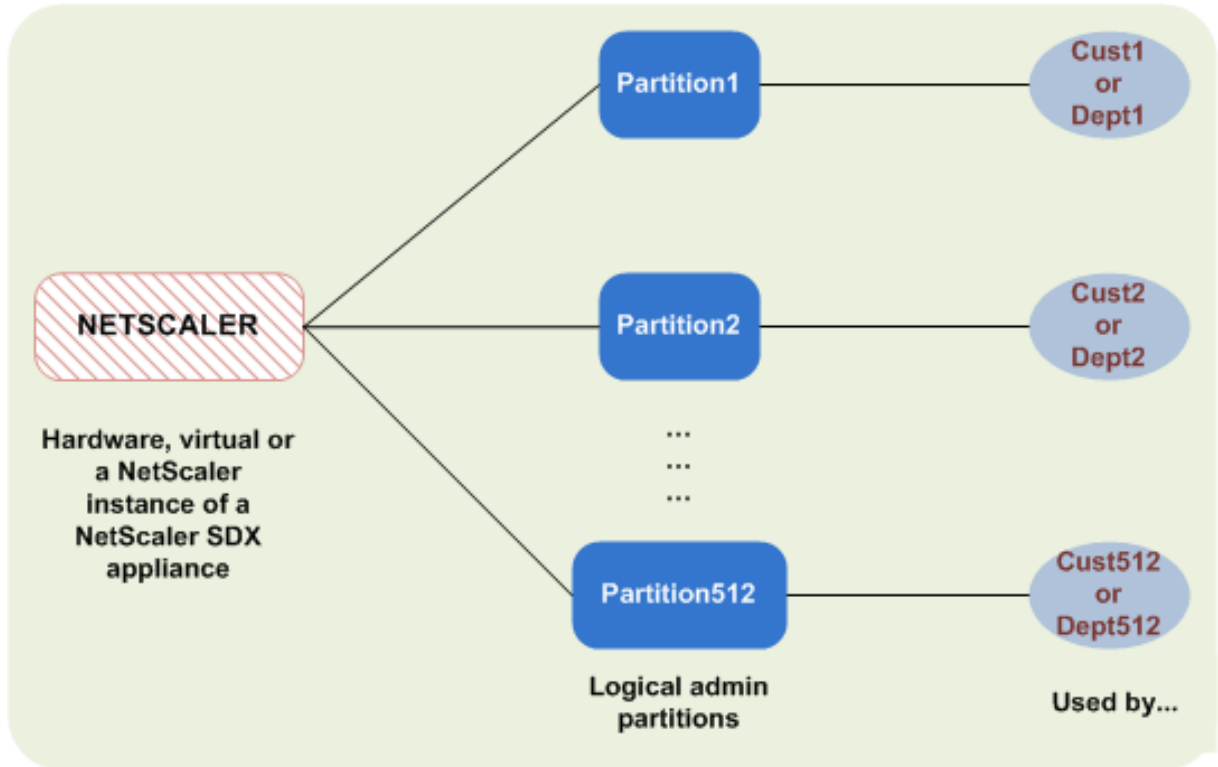 Partition1
Cust1
or
Dept1
NETSCALER
Partition2
Cust2
or
Dept2
Hardware, virtual or
a NetScaler
instance of a
NetScaler SDX
appliance
...
...
...
Partition512
Cust512
or
Dept512
Logical admin
partitions
Used by...